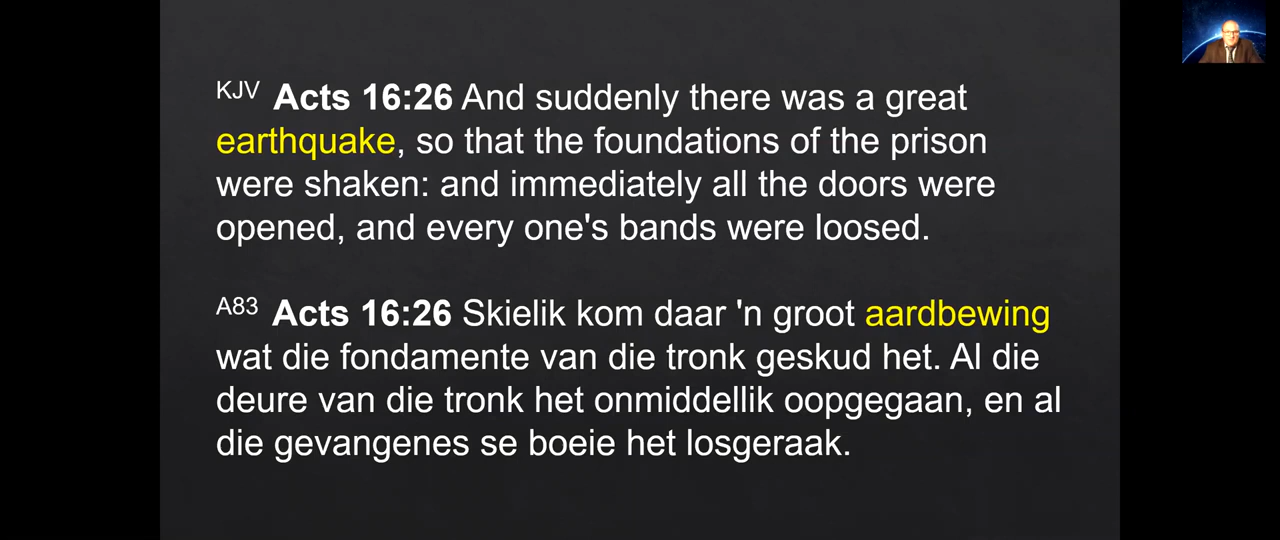 KJV Acts 16:26 And suddenly there was a great
earthquake, so that the foundations of the prison
were shaken: and immediately all the doors were
opened, and every one's bands were loosed.
A83 Acts 16:26 Skielik kom daar 'n groot aardbewing
wat die fondamente van die tronk geskud het. Al die
deure van die tronk het onmiddellik oopgegaan, en al
die gevangenes se boeie het losgeraak.